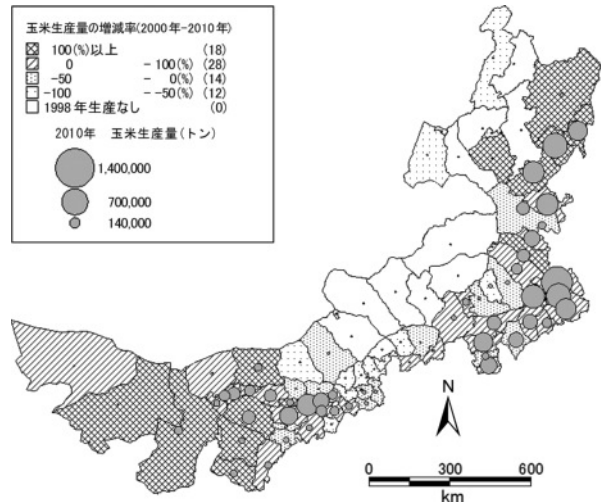 玉米生産量の増減率(2000年-2010年)
100(%)以上 (18)
0 - 100(%) (28)
-50 - 0(%) (14)
-100 - -50(%) (12)
1998年生産なし (0)
2010年 玉米生産量(トン)
1,400,000
700,000
140,000
N
0 300 600
km